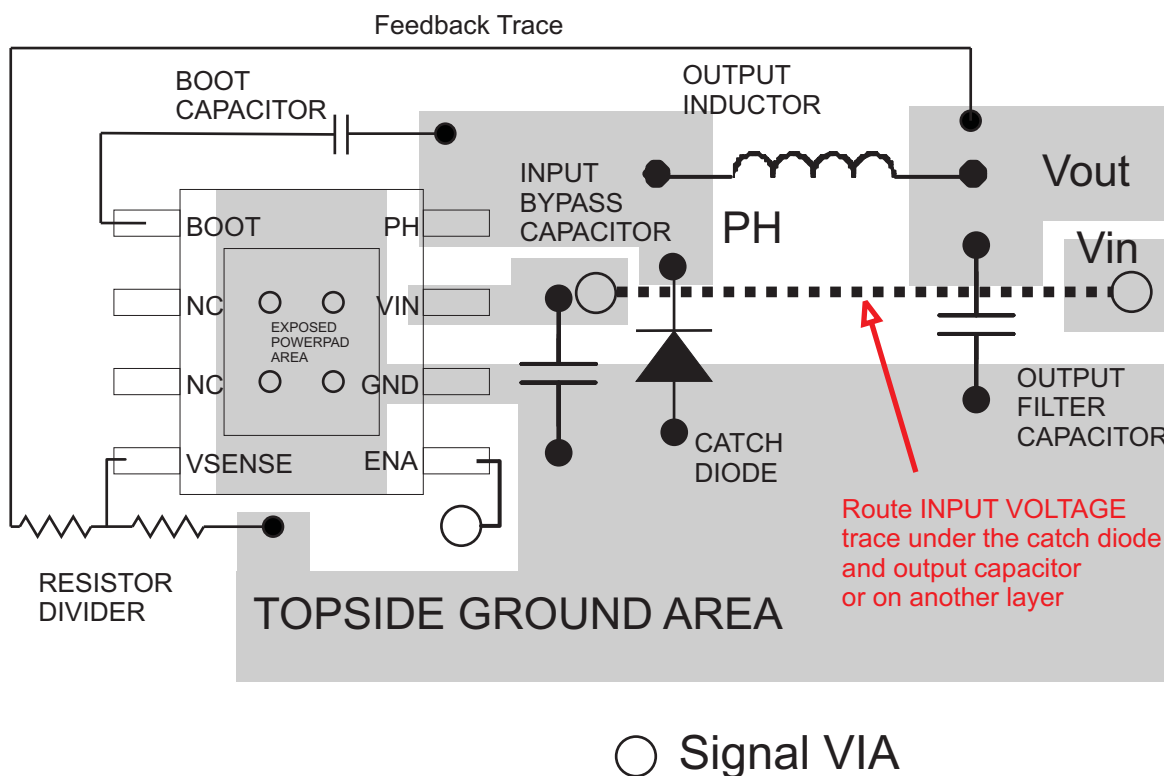 Feedback Trace
BOOT
CAPACITOR
OUTPUT
INDUCTOR
INPUT
BYPASS
CAPACITOR
Vout
PH
Vin
BOOT
PH
NC
VIN
EXPOSED
POWERPAD
AREA
NC
GND
VSENSE
ENA
CATCH
DIODE
OUTPUT
FILTER
CAPACITOR
Route INPUT VOLTAGE
trace under the catch diode
and output capacitor
or on another layer
RESISTOR
DIVIDER
TOPSIDE GROUND AREA
Signal VIA